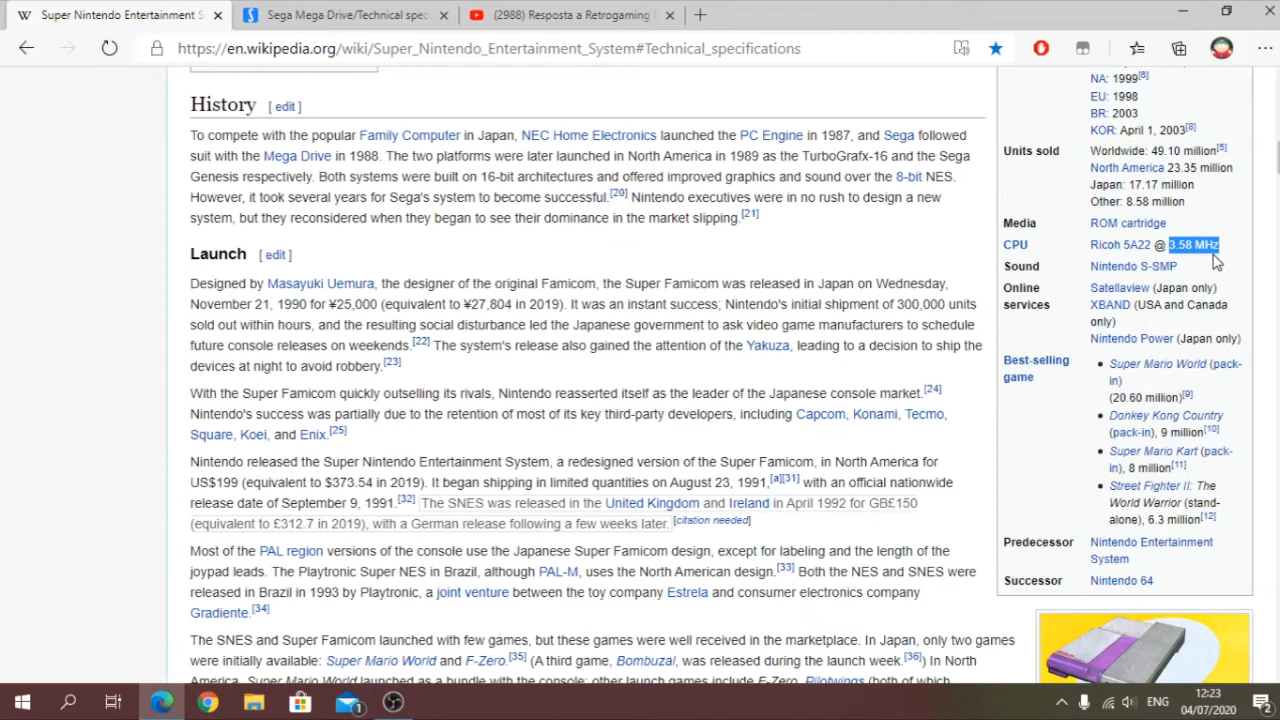 Super Nintendo Entertainment S
Sega Mega Drive/Technical spec
(2988) Resposta a Retrogaming
https://en.wikipedia.org/wiki/Super_Nintendo_Entertainment_System#Technical_specifications
History [ edit ]
To compete with the popular Family Computer in Japan, NEC Home Electronics launched the PC Engine in 1987, and Sega followed
suit with the Mega Drive in 1988. The two platforms were later launched in North America in 1989 as the TurboGrafx-16 and the Sega
Genesis respectively. Both systems were built on 16-bit architectures and offered improved graphics and sound over the 8-bit NES.
However, it took several years for Sega's system to become successful.[20] Nintendo executives were in no rush to design a new
system, but they reconsidered when they began to see their dominance in the market slipping.[21]
Launch [ edit ]
Designed by Masayuki Uemura, the designer of the original Famicom, the Super Famicom was released in Japan on Wednesday,
November 21, 1990 for ¥25,000 (equivalent to ¥27,804 in 2019). It was an instant success; Nintendo's initial shipment of 300,000 units
sold out within hours, and the resulting social disturbance led the Japanese government to ask video game manufacturers to schedule
future console releases on weekends.[22] The system's release also gained the attention of the Yakuza, leading to a decision to ship the
devices at night to avoid robbery.[23]
With the Super Famicom quickly outselling its rivals, Nintendo reasserted itself as the leader of the Japanese console market.[24]
Nintendo's success was partially due to the retention of most of its key third-party developers, including Capcom, Konami, Tecmo,
Square, Koei, and Enix.[25]
Nintendo released the Super Nintendo Entertainment System, a redesigned version of the Super Famicom, in North America for
US$199 (equivalent to $373.54 in 2019). It began shipping in limited quantities on August 23, 1991,[a][31] with an official nationwide
release date of September 9, 1991.[32] The SNES was released in the United Kingdom and Ireland in April 1992 for GB£150
(equivalent to £312.7 in 2019), with a German release following a few weeks later.[citation needed]
Most of the PAL region versions of the console use the Japanese Super Famicom design, except for labeling and the length of the
joypad leads. The Playtronic Super NES in Brazil, although PAL-M, uses the North American design.[33] Both the NES and SNES were
released in Brazil in 1993 by Playtronic, a joint venture between the toy company Estrela and consumer electronics company
Gradiente.[34]
The SNES and Super Famicom launched with few games, but these games were well received in the marketplace. In Japan, only two games
were initially available: Super Mario World and F-Zero.[35] (A third game, Bombuzal, was released during the launch week.[36]) In North
America, Super Mario World launched as a bundle with the console; other launch games include F-Zero, Pilotwings (both of which
NA: 1999[6]
EU: 1998
BR: 2003
KOR: April 1, 2003[8]
Units sold Worldwide: 49.10 million[5]
North America 23.35 million
Japan: 17.17 million
Other: 8.58 million
Media ROM cartridge
CPU Ricoh 5A22 @ 3.58 MHz
Sound Nintendo S-SMP
Online Satellaview (Japan only)
services XBAND (USA and Canada
only)
Nintendo Power (Japan only)
Best-selling • Super Mario World (pack-
game in)
(20.60 million)[9]
• Donkey Kong Country
(pack-in), 9 million[10]
• Super Mario Kart (pack-
in), 8 million[11]
• Street Fighter II: The
World Warrior (stand-
alone), 6.3 million[12]
Predecessor Nintendo Entertainment
System
Successor Nintendo 64
1
ENG
12:23
04/07/2020
2